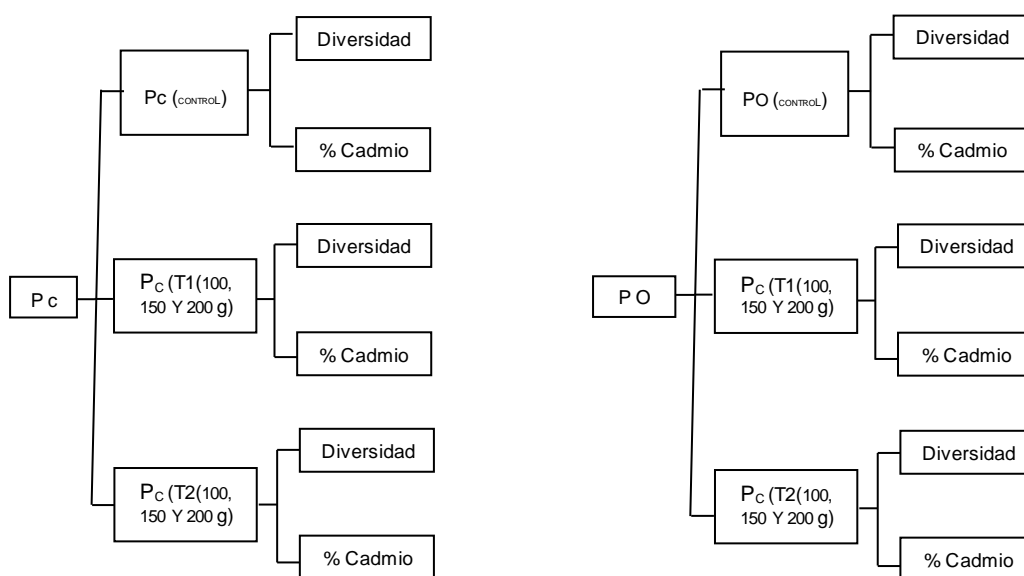 Diversidad
Pc (CONTROL)
% Cadmio
Diversidad
P c
PC (T1(100,
150 Y 200 g)
% Cadmio
Diversidad
PC (T2(100,
150 Y 200 g)
% Cadmio
Diversidad
PO (CONTROL)
% Cadmio
Diversidad
P O
PC (T1(100,
150 Y 200 g)
% Cadmio
Diversidad
PC (T2(100,
150 Y 200 g)
% Cadmio